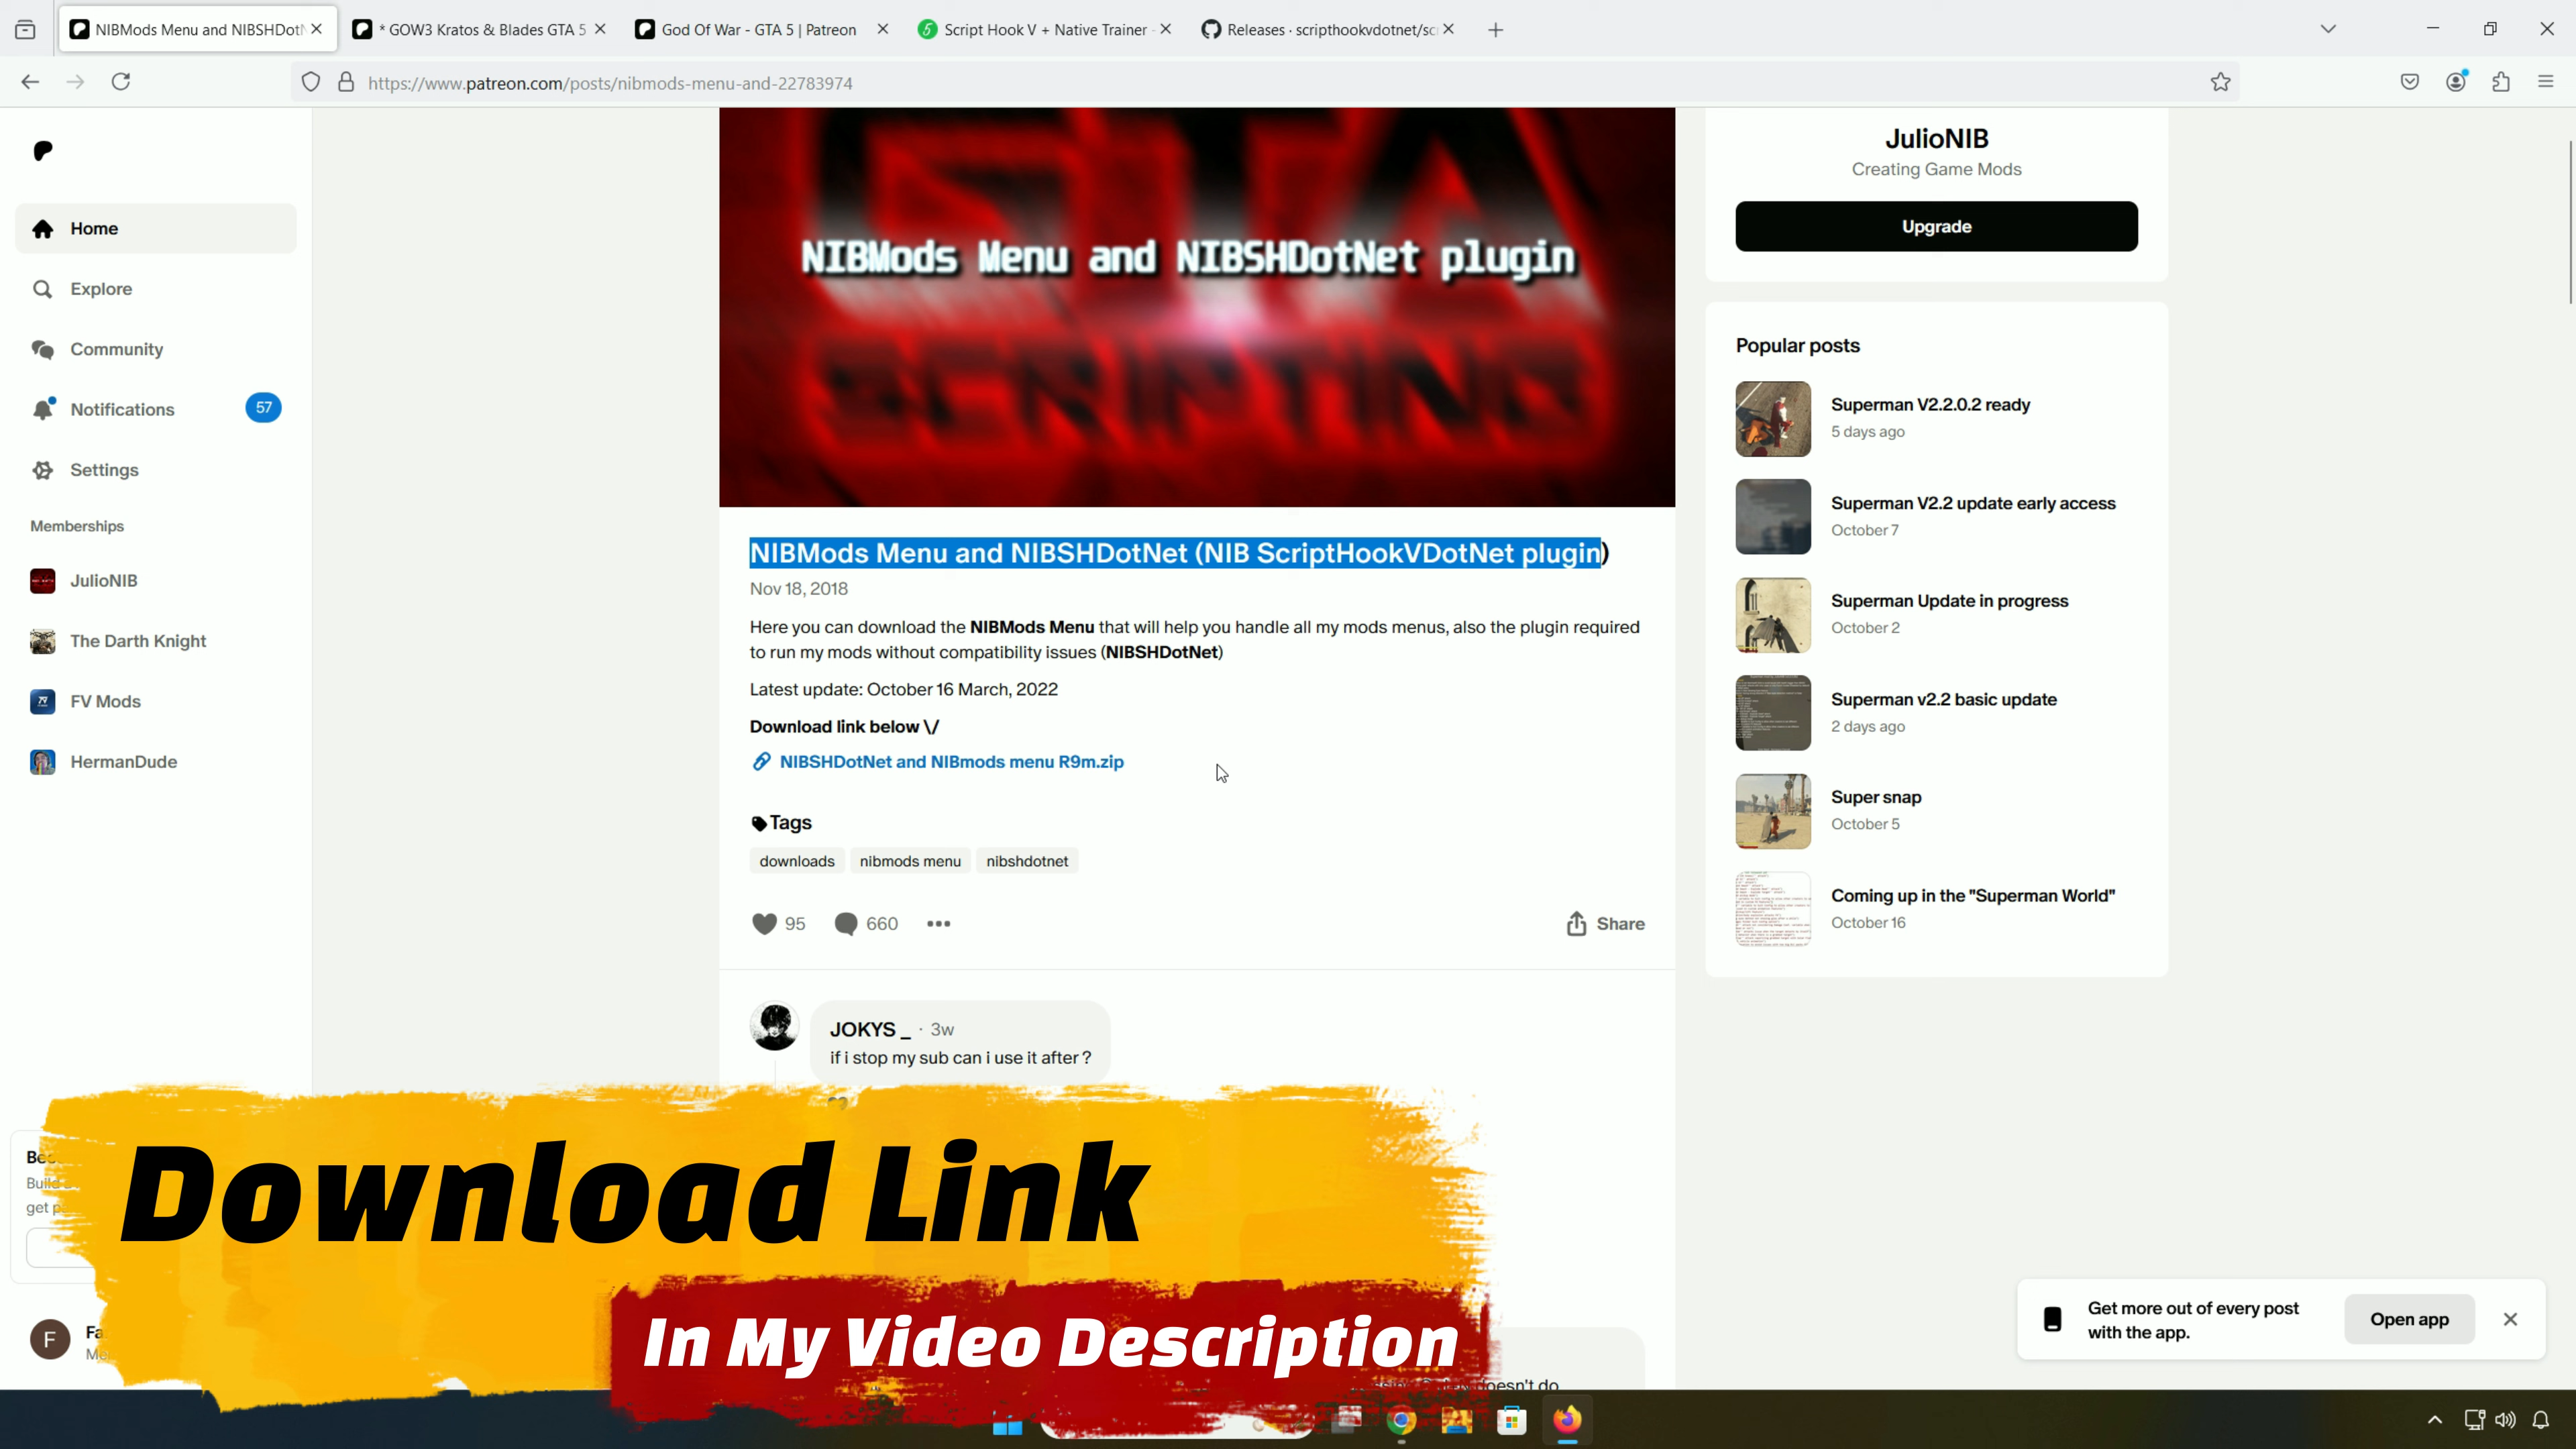 NIBMods Menu and NIBSHDotN
* GOW3 Kratos & Blades GTA 5
God Of War - GTA 5 | Patreon
Script Hook V + Native Trainer
Releases · scripthookvdotnet/sc
https://www.patreon.com/posts/nibmods-menu-and-22783974
Home
Explore
Community
Notifications
57
Settings
Memberships
JulioNIB
The Darth Knight
FV Mods
HermanDude
GTA
SCRIPTING
NIBMods Menu and NIBSHDotNet plugin
NIBMods Menu and NIBSHDotNet (NIB ScriptHookVDotNet plugin)
Nov 18, 2018
Here you can download the NIBMods Menu that will help you handle all my mods menus, also the plugin required
to run my mods without compatibility issues (NIBSHDotNet)
Latest update: October 16 March, 2022
Download link below \/
NIBSHDotNet and NIBmods menu R9m.zip
Tags
downloads
nibmods menu
nibshdotnet
95
660
Share
JOKYS _ · 3w
if i stop my sub can i use it after ?
JulioNIB
Creating Game Mods
Upgrade
Popular posts
Superman V2.2.0.2 ready
5 days ago
Superman V2.2 update early access
October 7
Superman Update in progress
October 2
Superman v2.2 basic update
2 days ago
Super snap
October 5
Coming up in the "Superman World"
October 16
Download Link
In My Video Description
F
Fa
doesn't do
Get more out of every post
with the app.
Open app